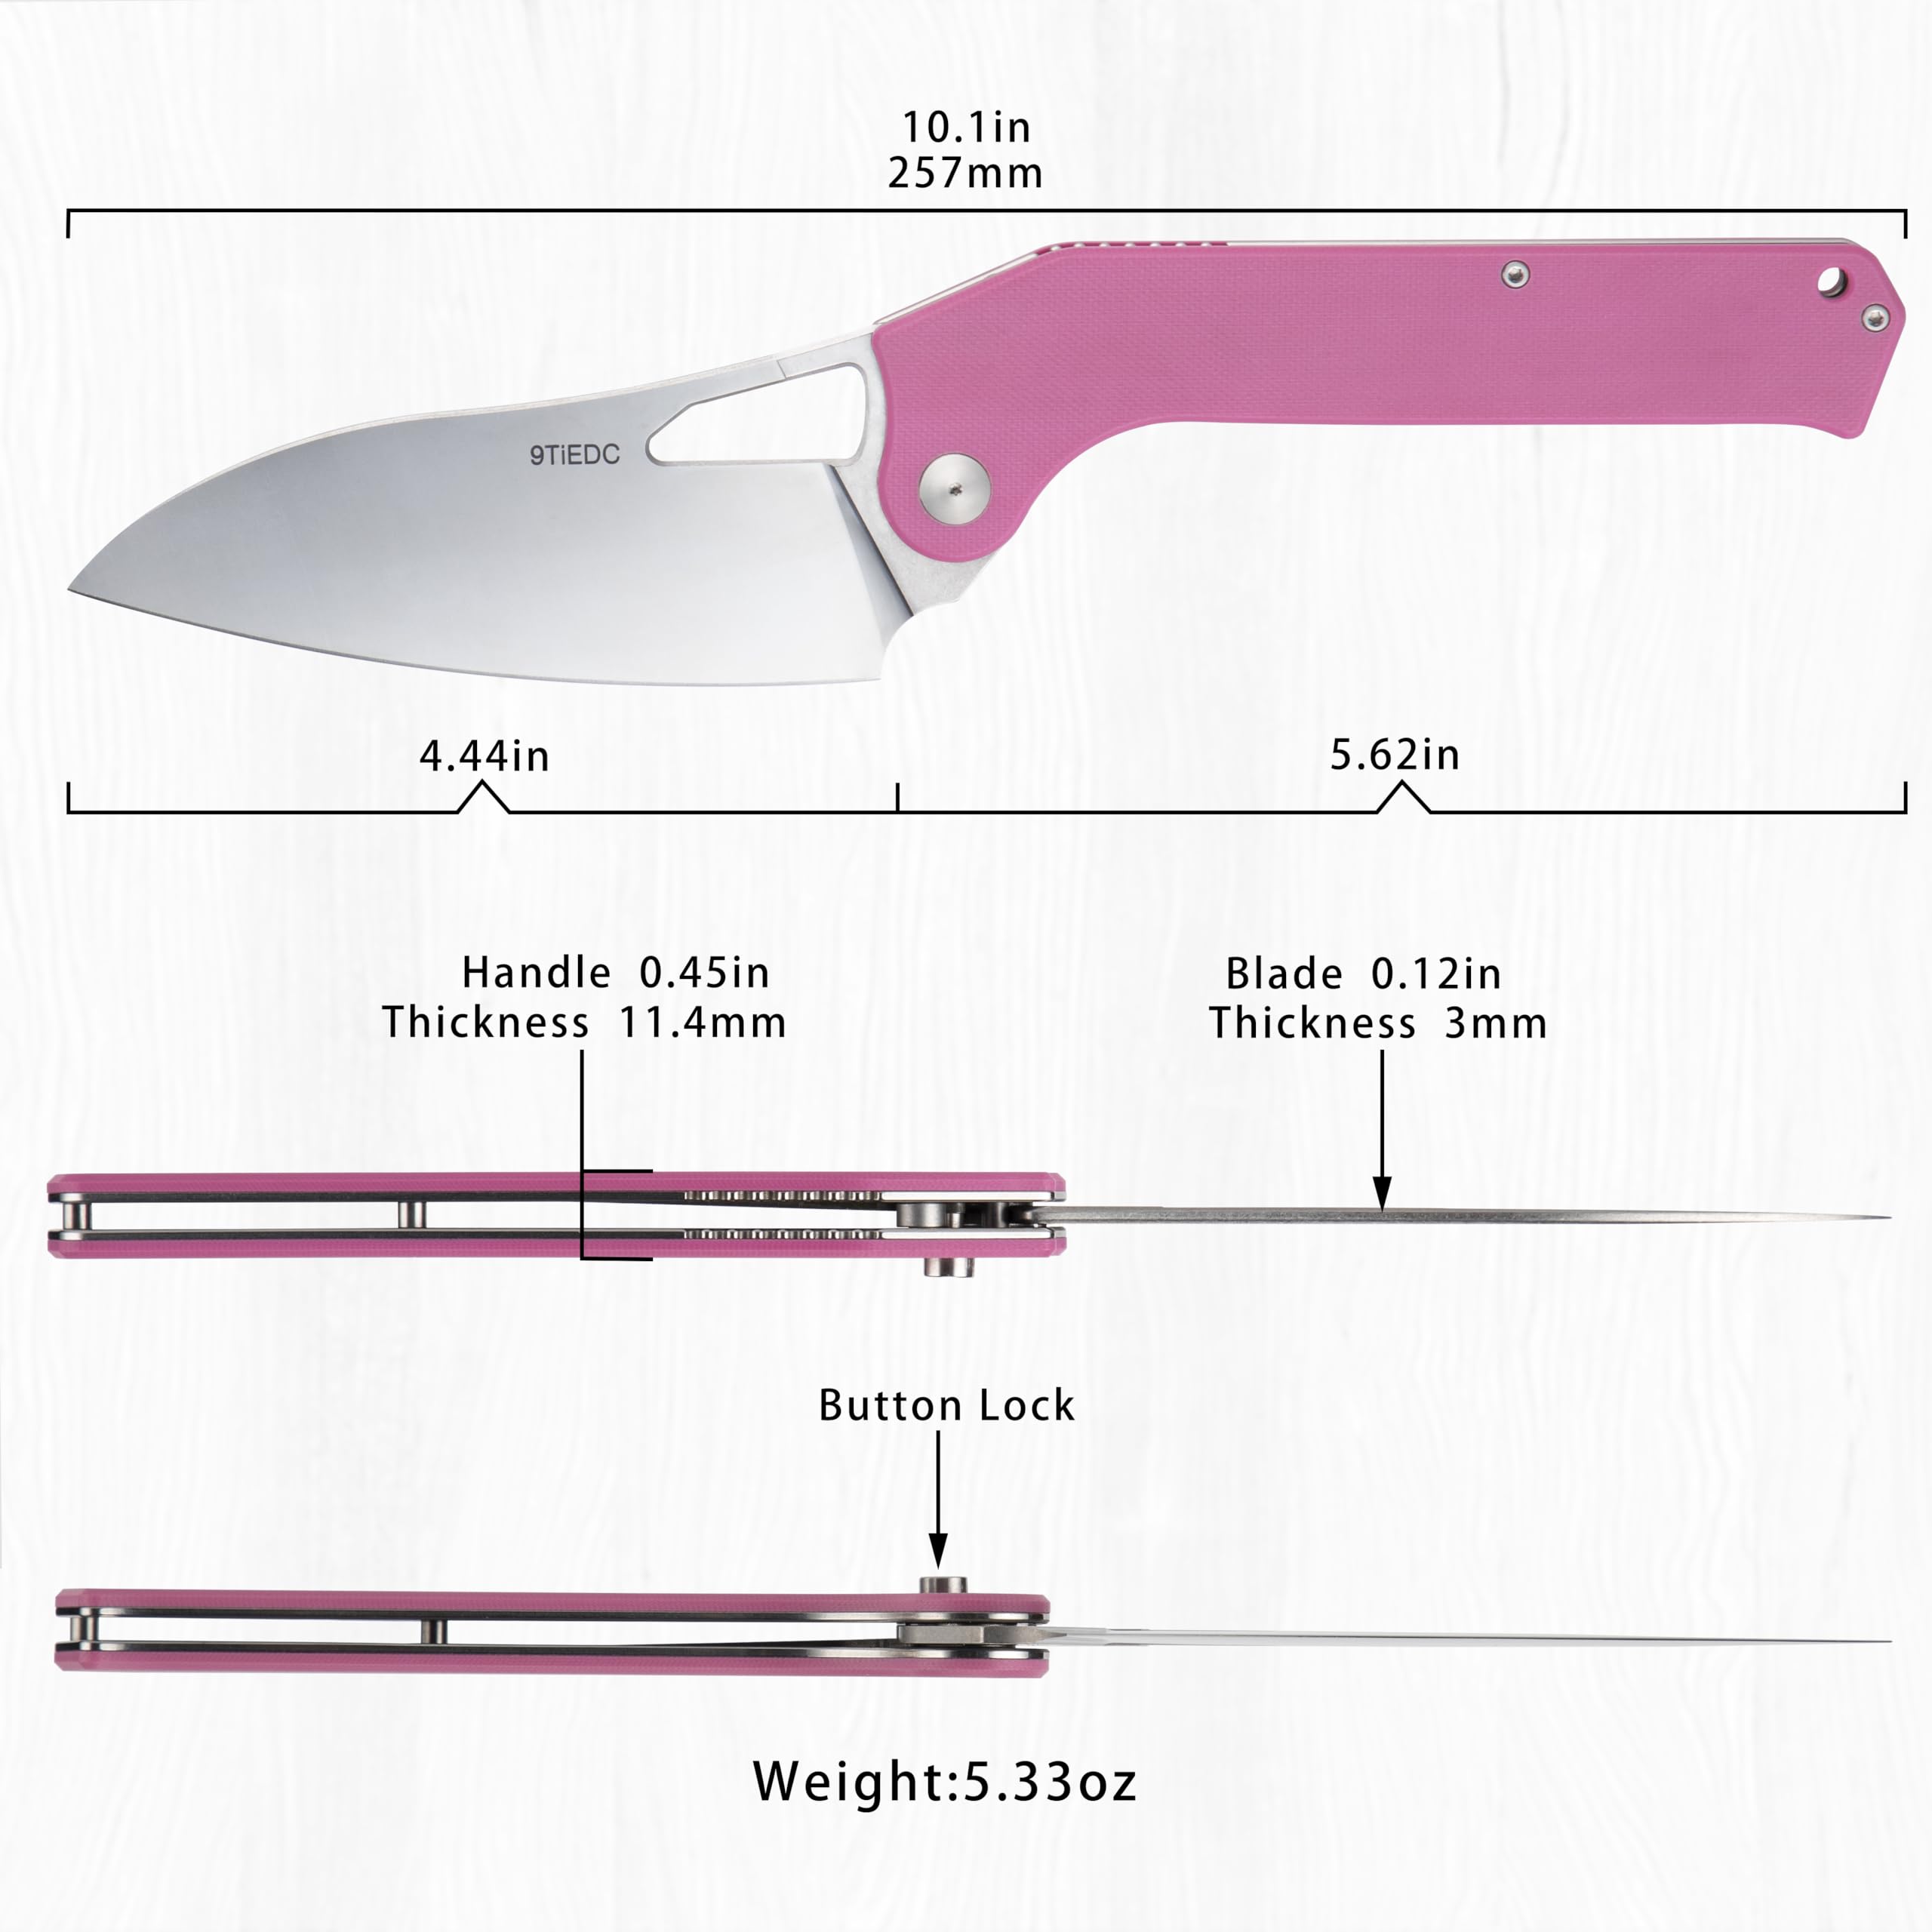 10.1in
257mm
9TiEDC
4.44in
5.62in
Handle 0.45in
Thickness 11.4mm
Blade 0.12in
Thickness 3mm
Button Lock
Weight:5.33oz